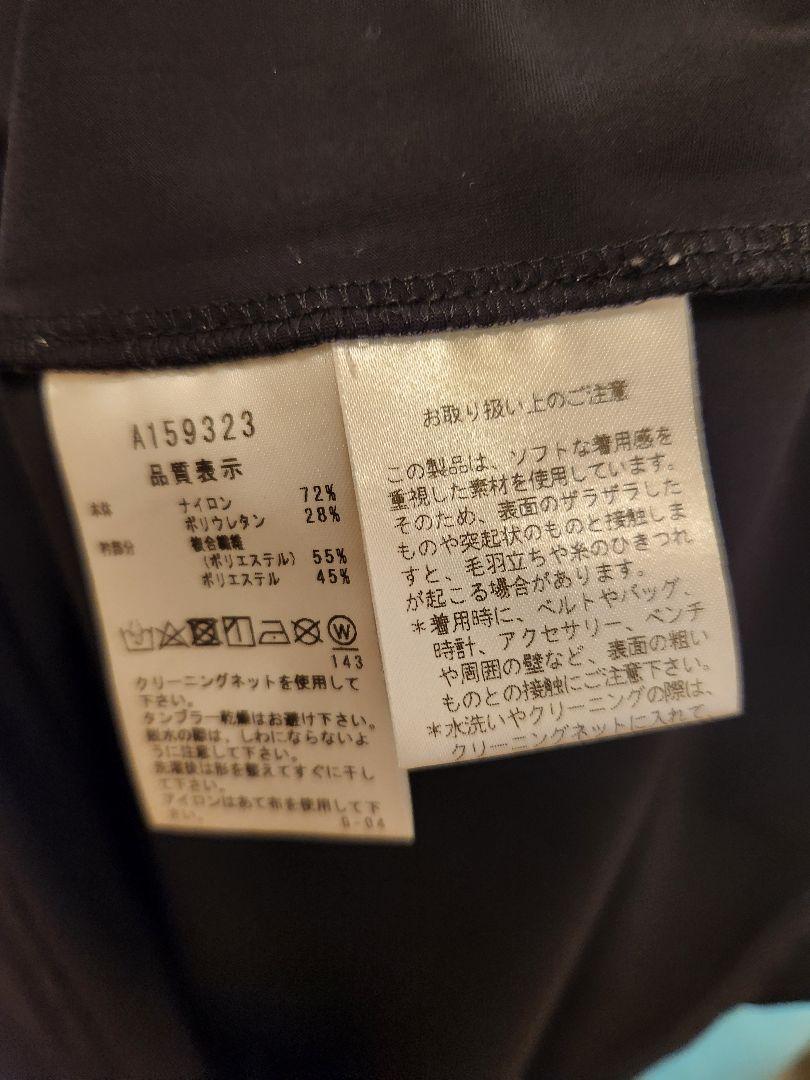 A159323
品質表示
本体 ナイロン 72%
ポリウレタン 28%
衿部分 複合繊維
(ポリエステル) 55%
ポリエステル 45%
W
143
クリーニングネットを使用して
下さい。
タンブラー乾燥はお避け下さい。
脱水の際は、しわにならないよ
うに注意して下さい。
洗濯後は形を整えてすぐに干し
て下さい。
アイロンはあて布を使用して下
さい。
G-04
お取り扱い上のご注意
この製品は、ソフトな着用感を
重視した素材を使用しています。
そのため、表面のザラザラした
ものや突起状のものと接触しま
すと、毛羽立ちや糸のひきつれ
が起こる場合があります。
*着用時に、ベルトやバッグ、
時計、アクセサリー、ベンチ
や周囲の壁など、表面の粗い
ものとの接触にご注意下さい。
*水洗いやクリーニングの際は、
クリーニングネットに入れて